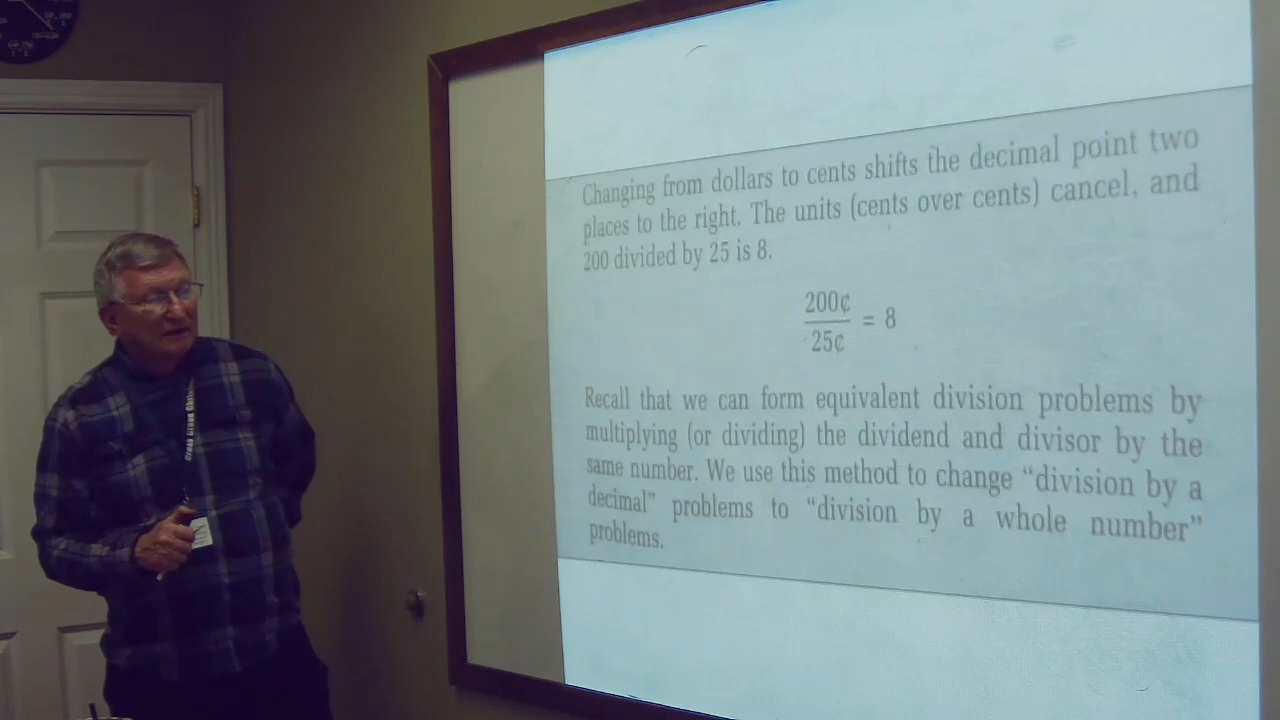 Changing from dollars to cents shifts the decimal point two
places to the right. The units (cents over cents) cancel, and
200 divided by 25 is 8.
200¢
25¢
= 8
Recall that we can form equivalent division problems by
multiplying (or dividing) the dividend and divisor by the
same number. We use this method to change “division by a
decimal” problems to “division by a whole number”
problems.